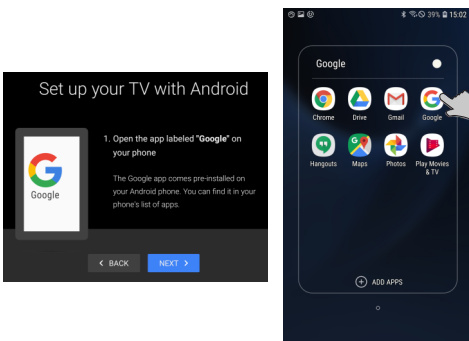 Set up your TV with Android
1. Open the app labeled "Google" on
your phone
The Google app comes pre-installed on
your Android phone. You can find it in your
phone's list of apps.
Google
BACK
NEXT
39% 15:02
Google
Chrome
Drive
Gmail
Google
Hangouts
Maps
Photos
Play Movies
& TV
ADD APPS